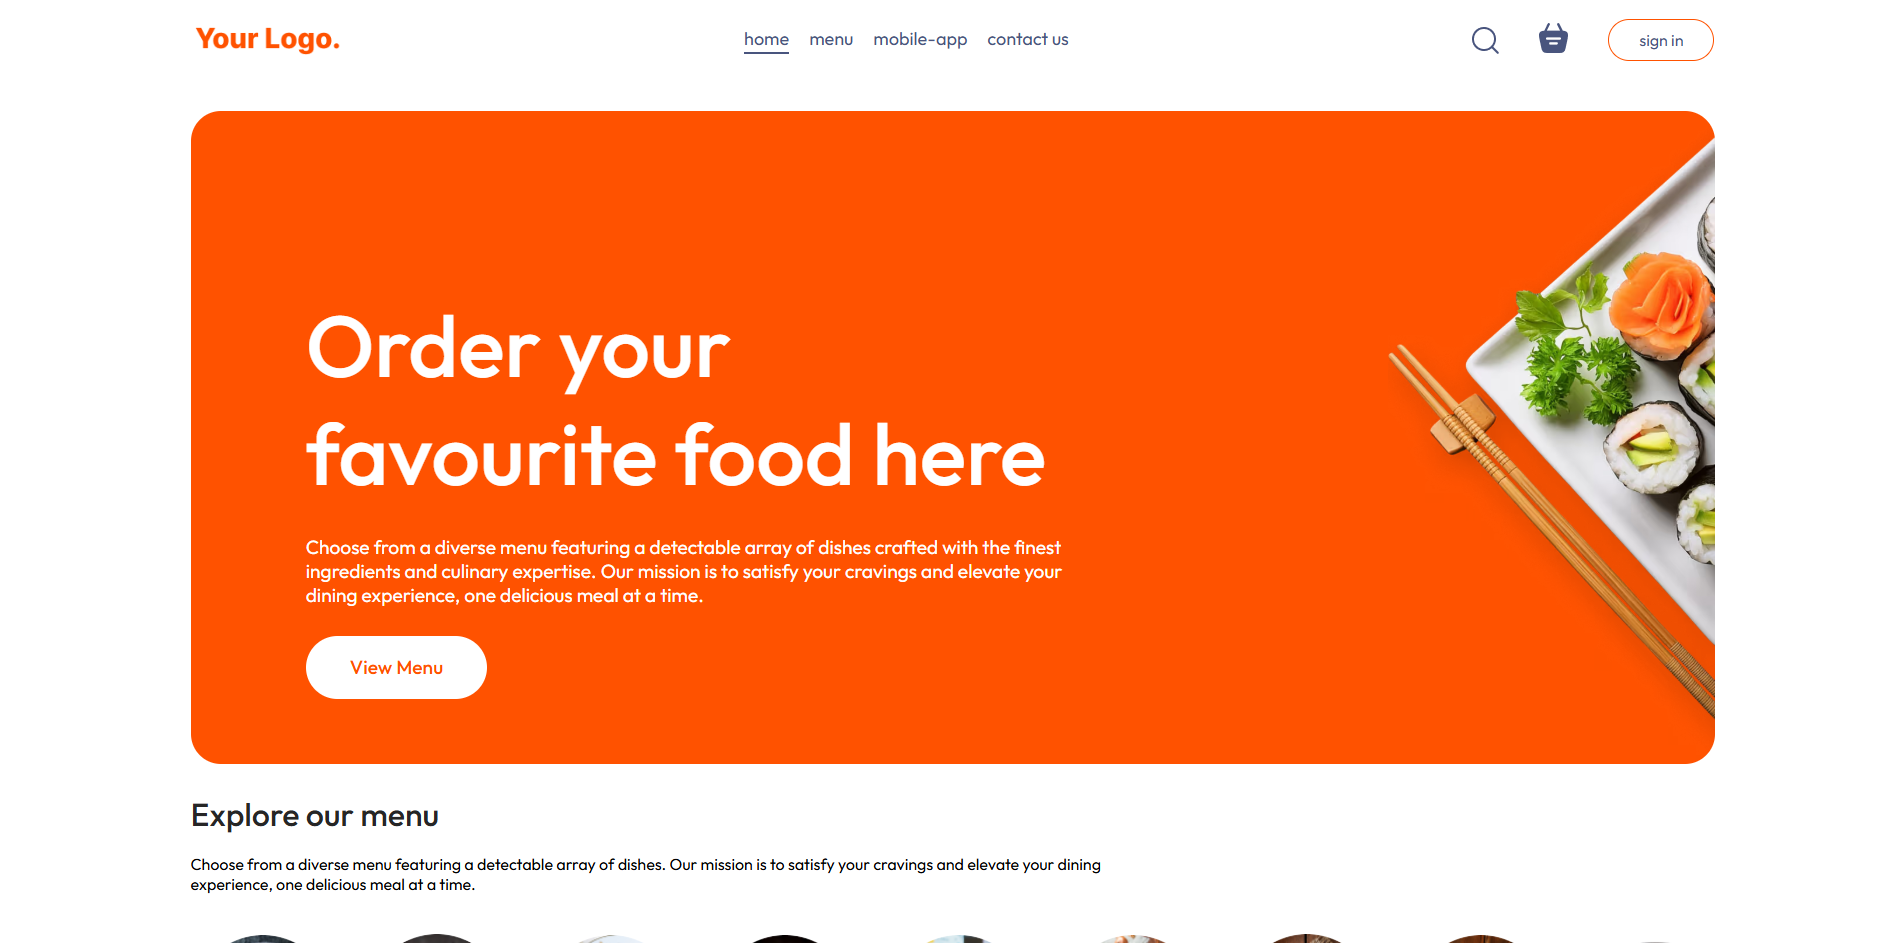 Your Logo.
home menu mobile-app contact us
sign in
Order your
favourite food here
Choose from a diverse menu featuring a detectable array of dishes crafted with the finest
ingredients and culinary expertise. Our mission is to satisfy your cravings and elevate your
dining experience, one delicious meal at a time.
View Menu
Explore our menu
Choose from a diverse menu featuring a detectable array of dishes. Our mission is to satisfy your cravings and elevate your dining
experience, one delicious meal at a time.